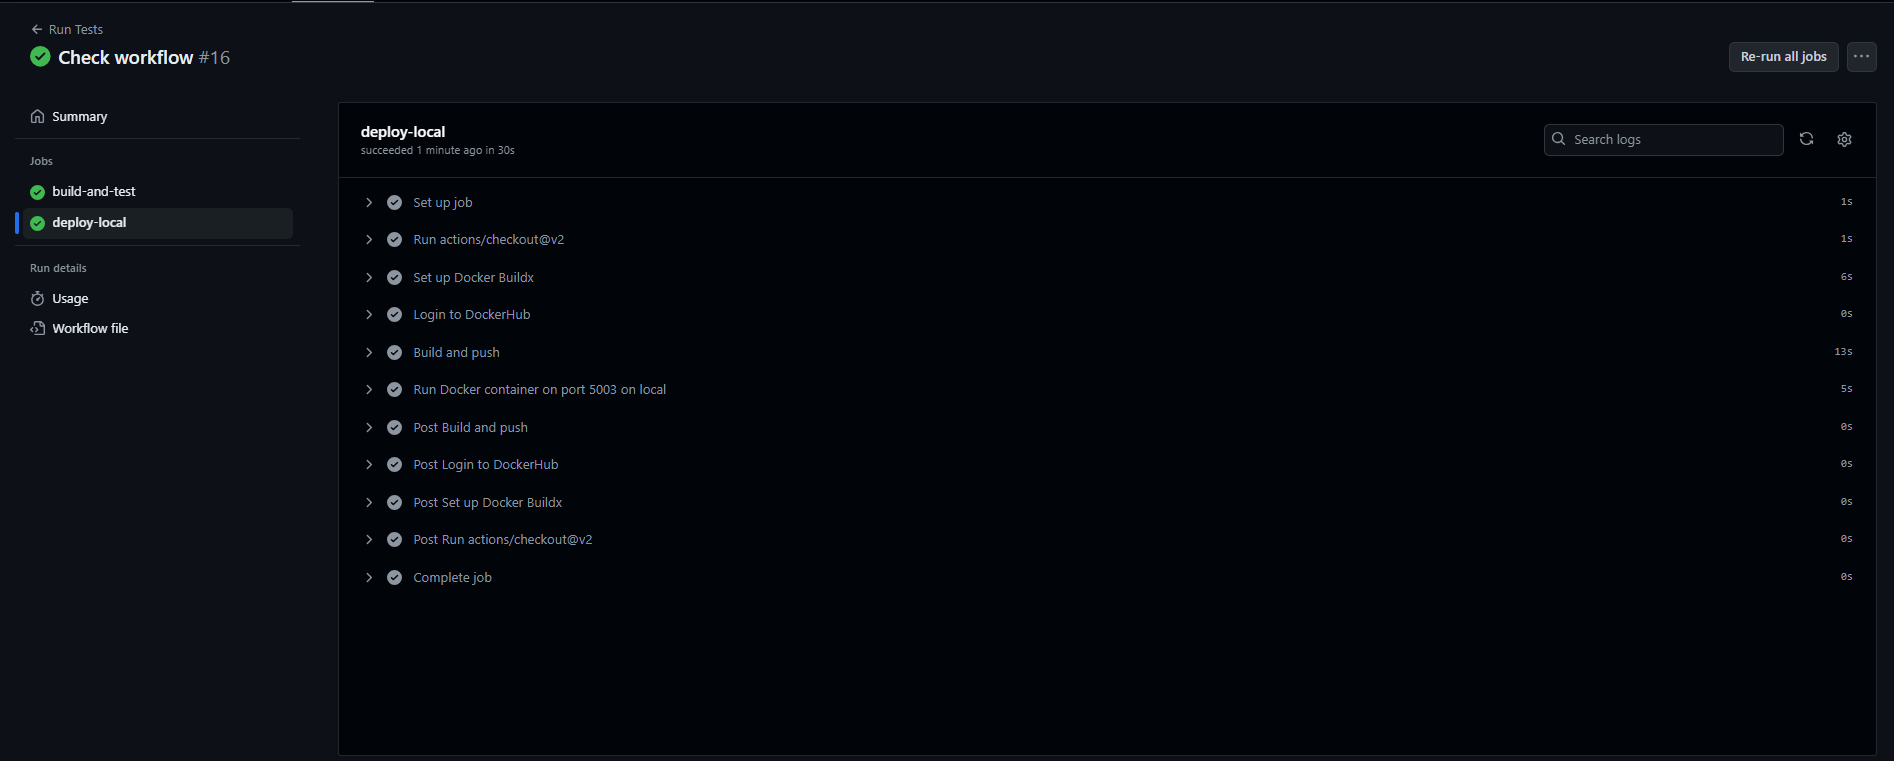 Run Tests
Check workflow #16
Re-run all jobs
Summary
Jobs
build-and-test
deploy-local
Run details
Usage
Workflow file
deploy-local
succeeded 1 minute ago in 30s
Search logs
Set up job 1s
Run actions/checkout@v2 1s
Set up Docker Buildx 6s
Login to DockerHub 0s
Build and push 13s
Run Docker container on port 5003 on local 5s
Post Build and push 0s
Post Login to DockerHub 0s
Post Set up Docker Buildx 0s
Post Run actions/checkout@v2 0s
Complete job 0s